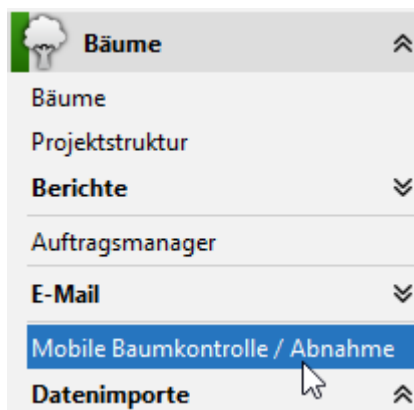 Bäume
Bäume
Projektstruktur
Berichte
Auftragsmanager
E-Mail
Mobile Baumkontrolle / Abnahme
Datenimporte